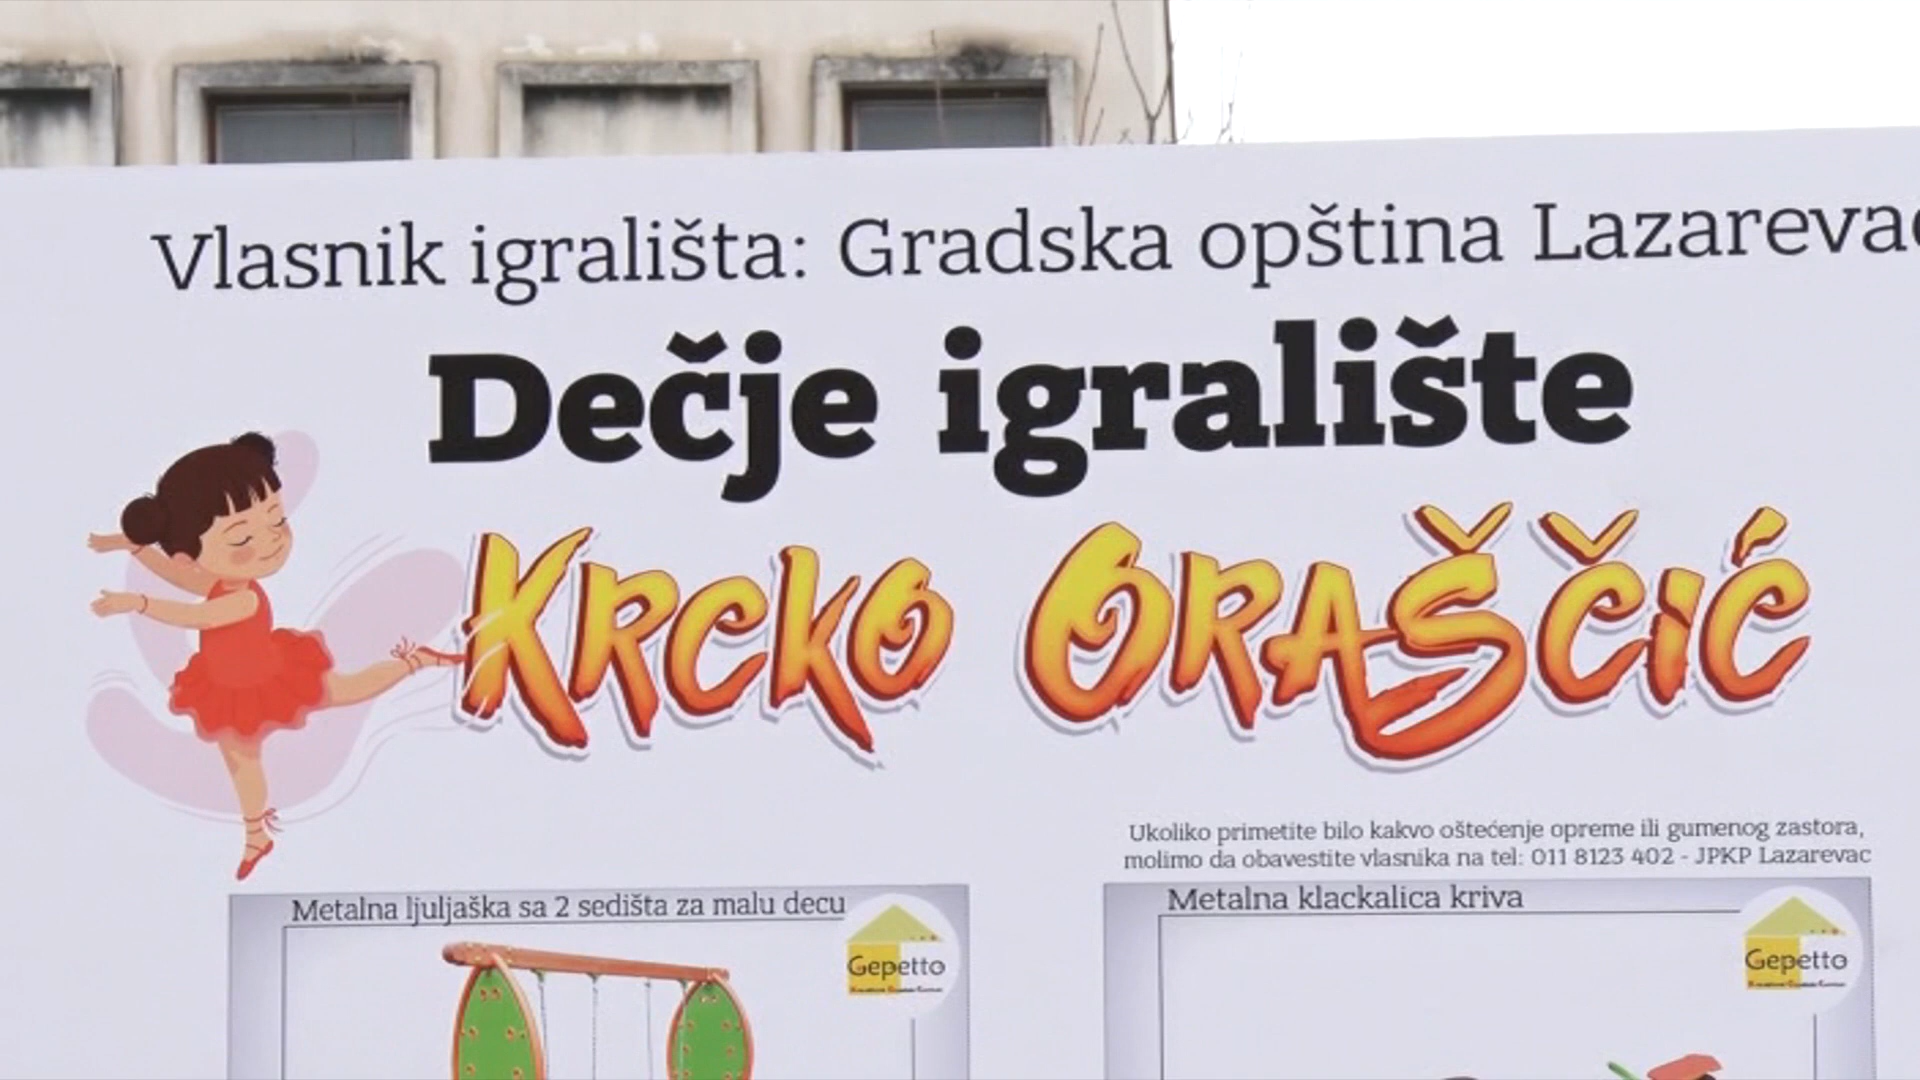 Vlasnik igrališta: Gradska opština Lazarevac
Dečje igralište
KRCKO ORAŠČIĆ
Ukoliko primetite bilo kakvo oštećenje opreme ili gumenog zastora,
molimo da obavestite vlasnika na tel: 011 8123 402 - JPKP Lazarevac
Metalna ljuljaška sa 2 sedišta za malu decu
Gepetto
Metalna klackalica kriva
Gepetto